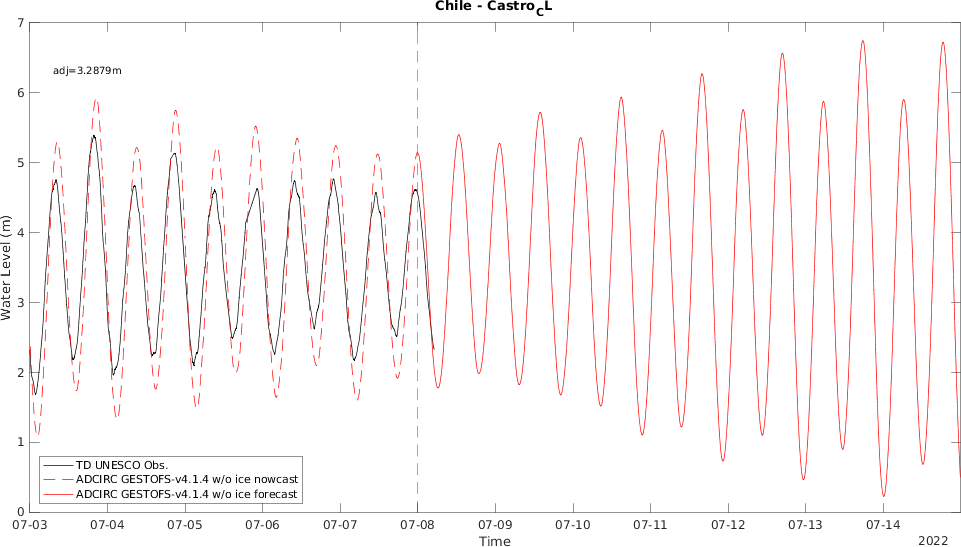 Chile - Castro_CL
adj=3.2879m
7
6
5
4
3
2
1
0
Water Level (m)
TD UNESCO Obs.
ADCIRC GESTOFS-v4.1.4 w/o ice nowcast
ADCIRC GESTOFS-v4.1.4 w/o ice forecast
07-03 07-04 07-05 07-06 07-07 07-08 07-09 07-10 07-11 07-12 07-13 07-14
Time
2022